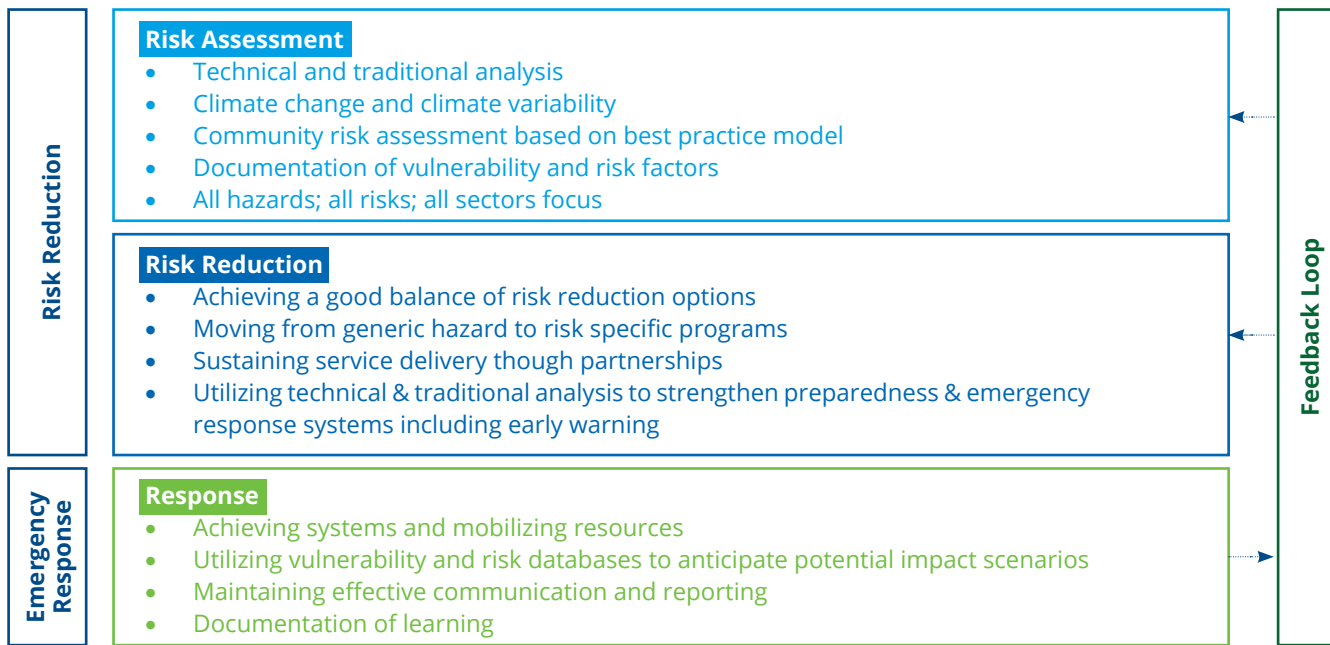 Risk Reduction
Risk Assessment
• Technical and traditional analysis
• Climate change and climate variability
• Community risk assessment based on best practice model
• Documentation of vulnerability and risk factors
• All hazards; all risks; all sectors focus
Risk Reduction
• Achieving a good balance of risk reduction options
• Moving from generic hazard to risk specific programs
• Sustaining service delivery though partnerships
• Utilizing technical & traditional analysis to strengthen preparedness & emergency
response systems including early warning
Emergency
Response
Response
• Achieving systems and mobilizing resources
• Utilizing vulnerability and risk databases to anticipate potential impact scenarios
• Maintaining effective communication and reporting
• Documentation of learning
Feedback Loop